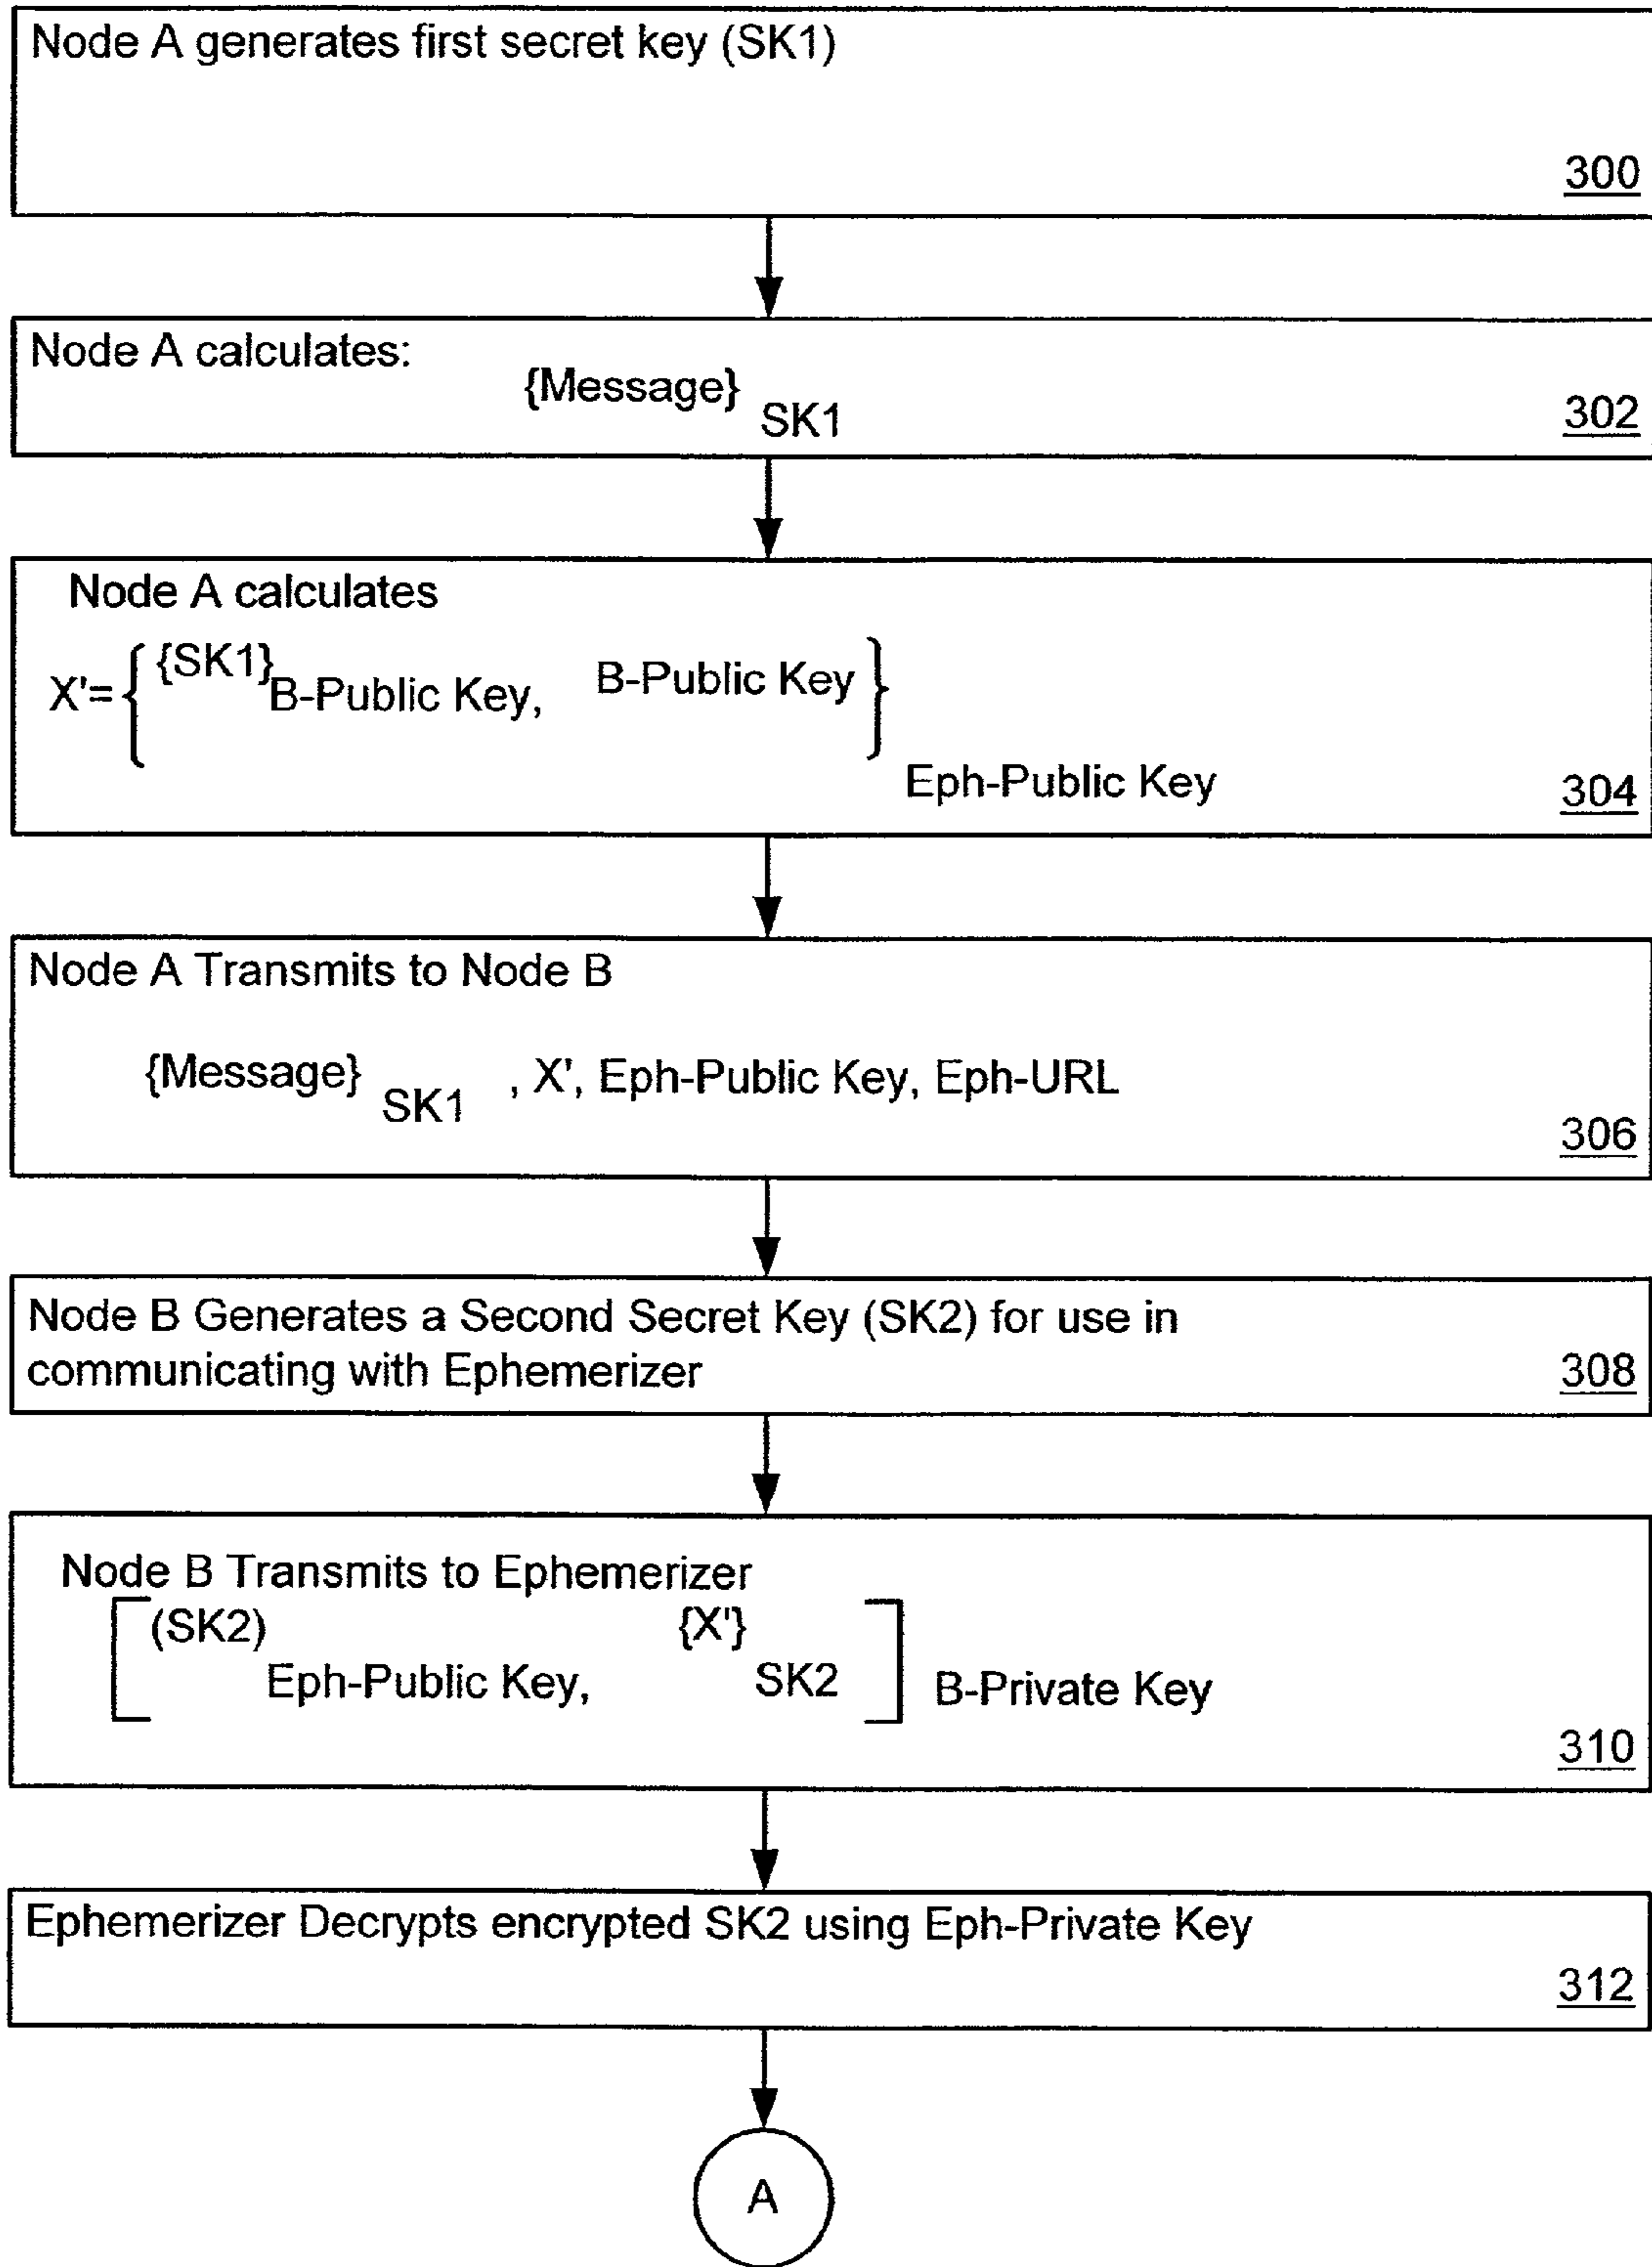 Node A generates first secret key (SK1)
300
Node A calculates:
{Message} SK1
302
Node A calculates
X'= { {SK1} B-Public Key, B-Public Key } Eph-Public Key
304
Node A Transmits to Node B
{Message} SK1 , X', Eph-Public Key, Eph-URL
306
Node B Generates a Second Secret Key (SK2) for use in
communicating with Ephemerizer
308
Node B Transmits to Ephemerizer
[ (SK2) Eph-Public Key, {X'} SK2 ] B-Private Key
310
Ephemerizer Decrypts encrypted SK2 using Eph-Private Key
312
A